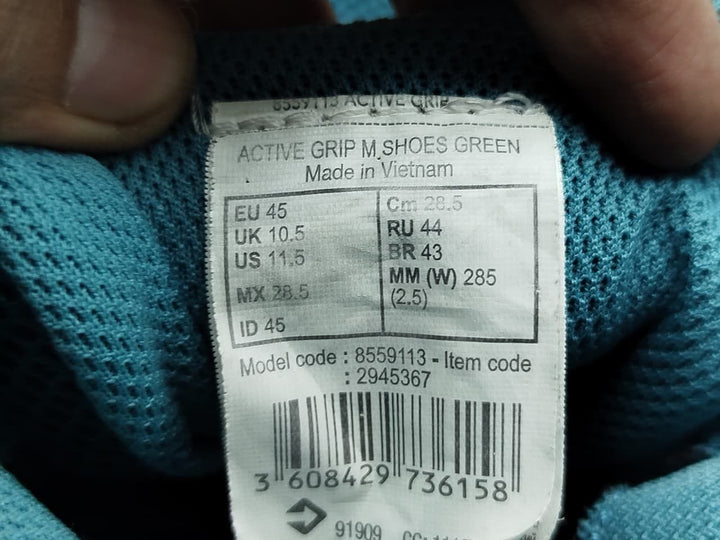 8559113 ACTIVE GRIP
ACTIVE GRIP M SHOES GREEN
Made in Vietnam
EU 45
UK 10.5
US 11.5
MX 28.5
ID 45
Cm 28.5
RU 44
BR 43
MM (W) 285
(2.5)
Model code : 8559113 - Item code
: 2945367
3 608429 736158
91909